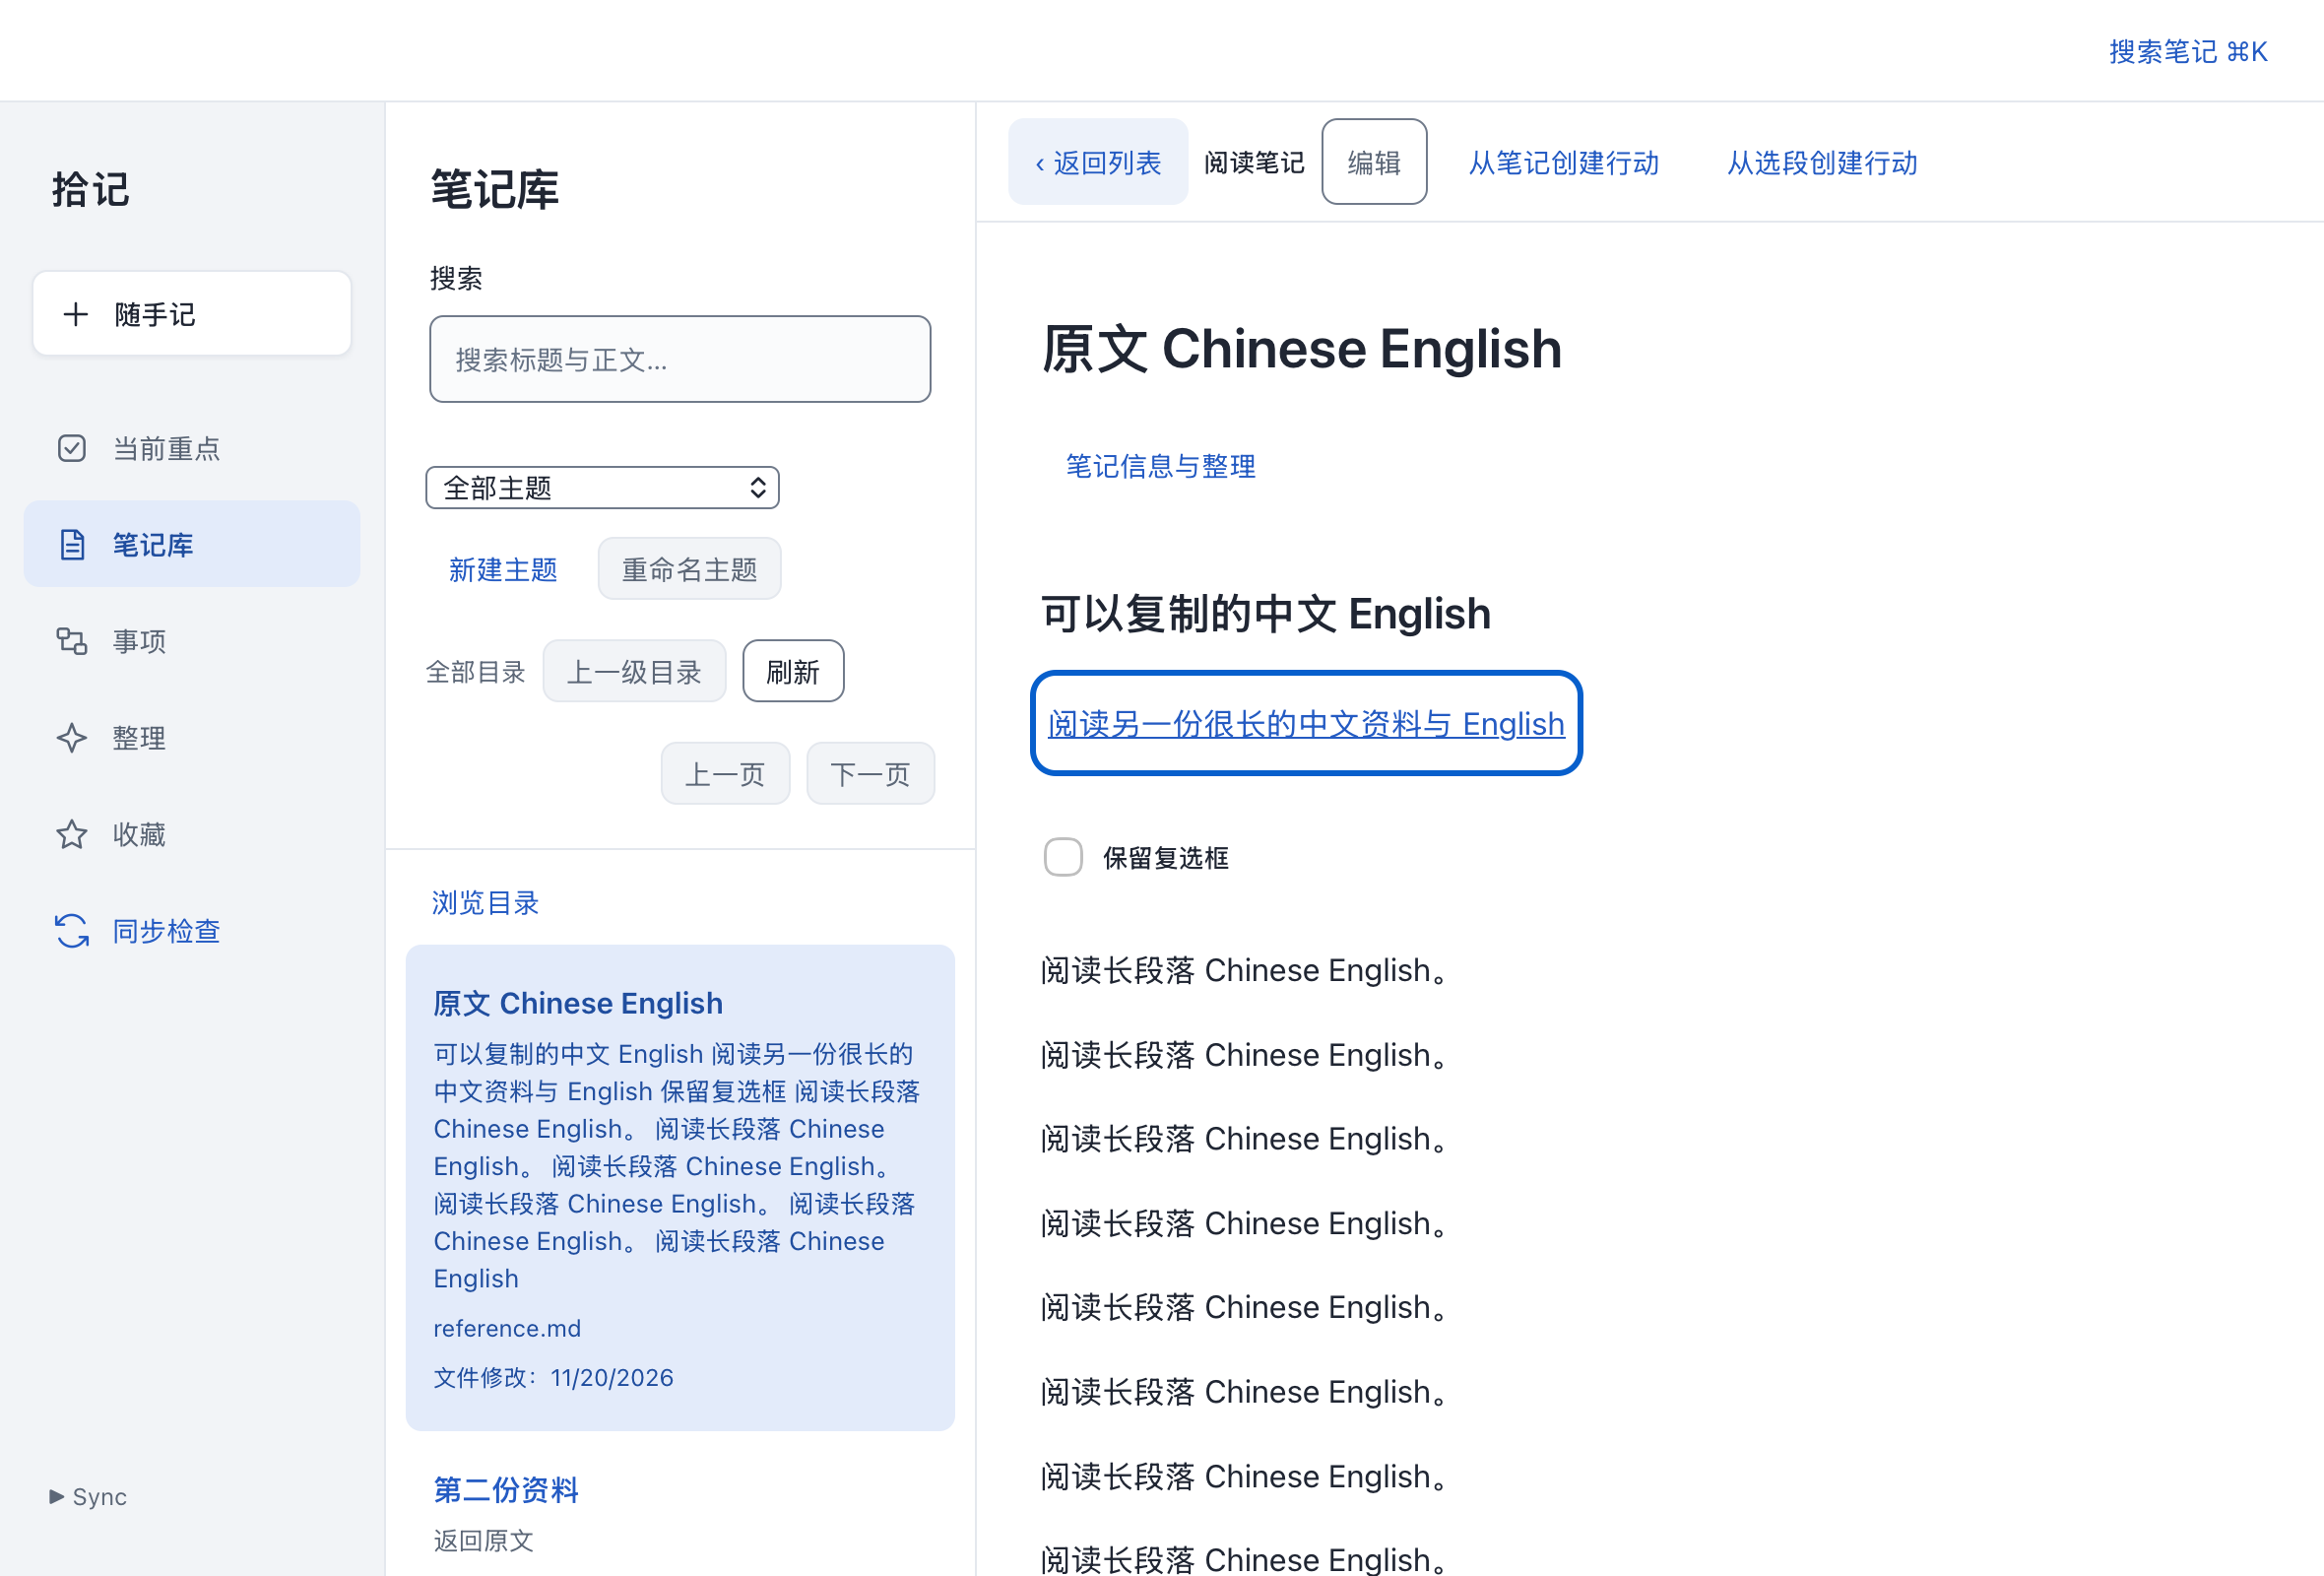 搜索笔记 ⌘K
拾记
随手记
当前重点
笔记库
事项
整理
收藏
同步检查
Sync
笔记库
搜索
搜索标题与正文...
全部主题
新建主题
重命名主题
全部目录
上一级目录
刷新
上一页
下一页
浏览目录
原文 Chinese English
可以复制的中文 English 阅读另一份很长的
中文资料与 English 保留复选框 阅读长段落
Chinese English。 阅读长段落 Chinese
English。 阅读长段落 Chinese English。
阅读长段落 Chinese English。 阅读长段落
Chinese English。 阅读长段落 Chinese
English
reference.md
文件修改：11/20/2026
第二份资料
返回原文
‹ 返回列表
阅读笔记
编辑
从笔记创建行动
从选段创建行动
原文 Chinese English
笔记信息与整理
可以复制的中文 English
阅读另一份很长的中文资料与 English
保留复选框
阅读长段落 Chinese English。
阅读长段落 Chinese English。
阅读长段落 Chinese English。
阅读长段落 Chinese English。
阅读长段落 Chinese English。
阅读长段落 Chinese English。
阅读长段落 Chinese English。
阅读长段落 Chinese English。